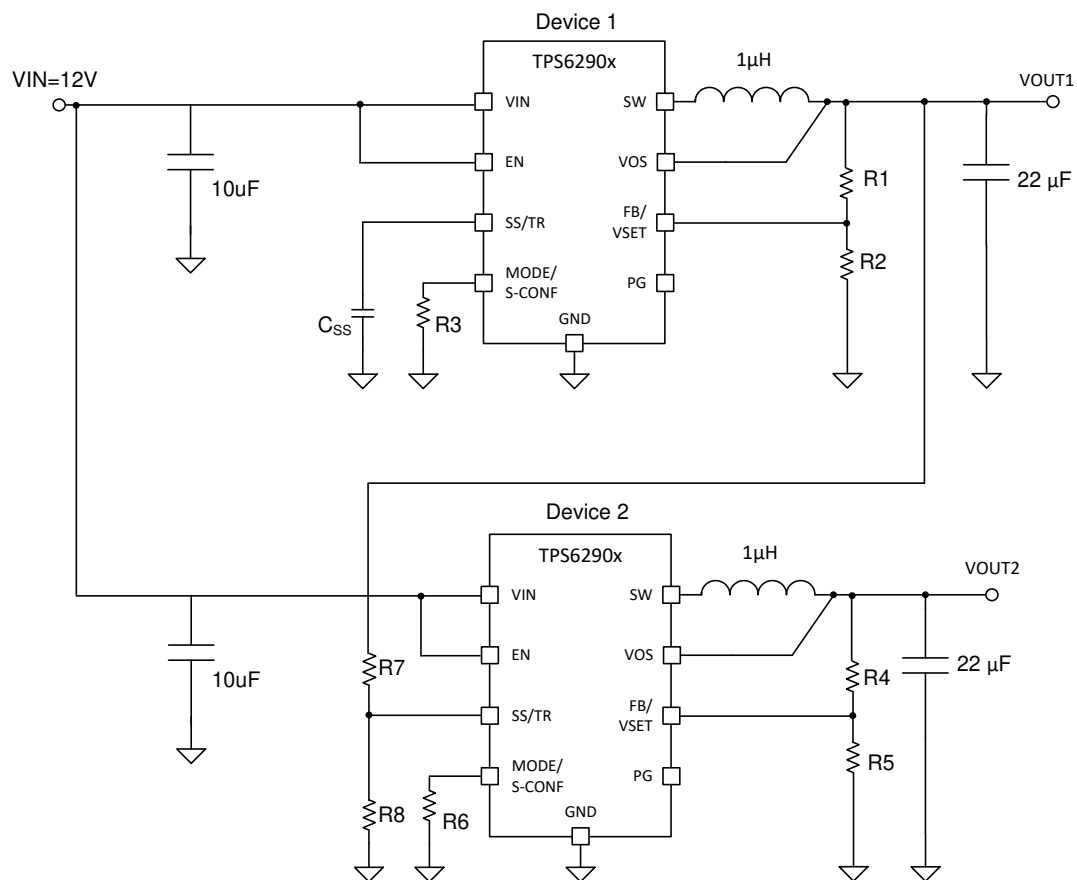 Device 1
TPS6290x
1µH
VIN=12V
VOUT1
VIN
SW
EN
VOS
10uF
R1
22 µF
SS/TR
FB/
VSET
R2
MODE/
S-CONF
PG
CSS
R3
GND
Device 2
TPS6290x
1µH
VOUT2
VIN
SW
EN
VOS
10uF
R7
R4
22 µF
SS/TR
FB/
VSET
R5
MODE/
S-CONF
PG
R8
R6
GND